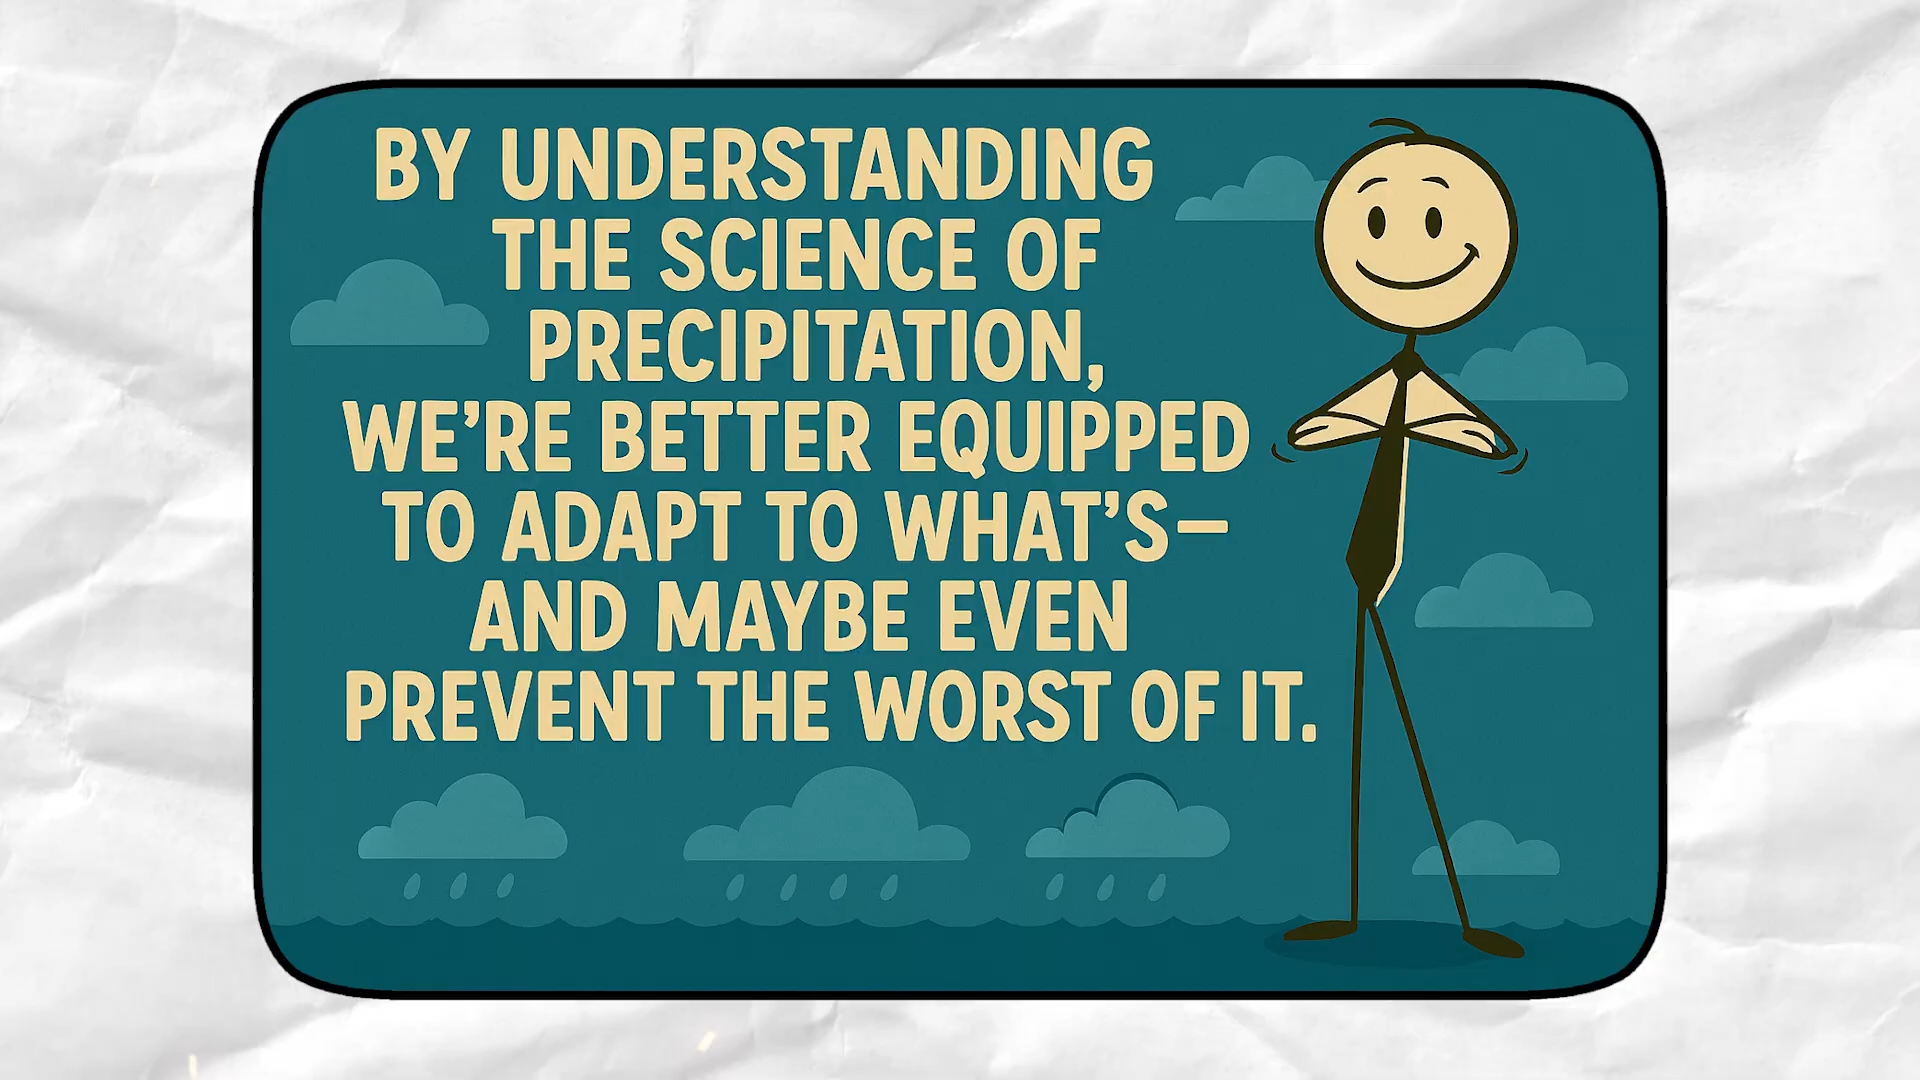 BY UNDERSTANDING
THE SCIENCE OF
PRECIPITATION,
WE’RE BETTER EQUIPPED
TO ADAPT TO WHAT’S—
AND MAYBE EVEN
PREVENT THE WORST OF IT.